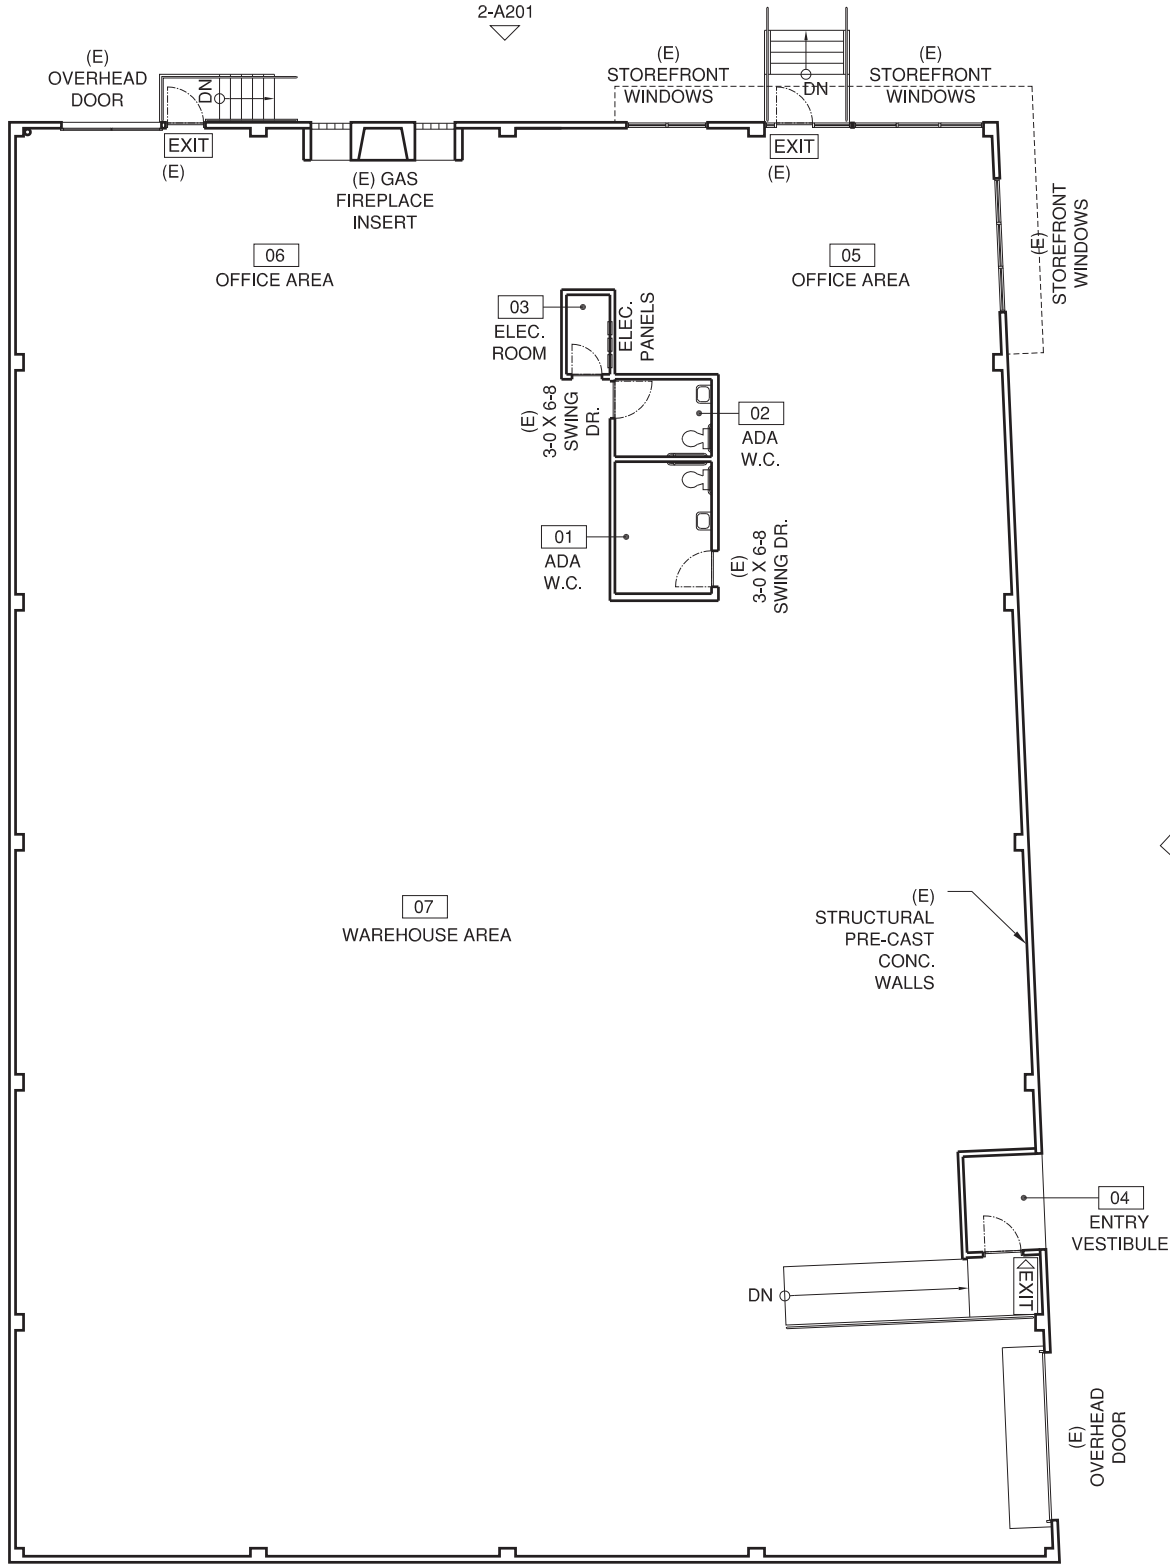 2-A201
(E)
OVERHEAD
DOOR
DN
(E)
STOREFRONT
WINDOWS
DN
(E)
STOREFRONT
WINDOWS
EXIT
(E)
(E) GAS
FIREPLACE
INSERT
EXIT
(E)
(E)
STOREFRONT
WINDOWS
06
OFFICE AREA
05
OFFICE AREA
03
ELEC.
ROOM
ELEC.
PANELS
(E)
3-0 X 6-8
SWING
DR.
02
ADA
W.C.
01
ADA
W.C.
(E)
3-0 X 6-8
SWING DR.
07
WAREHOUSE AREA
(E)
STRUCTURAL
PRE-CAST
CONC.
WALLS
04
ENTRY
VESTIBULE
EXIT
DN
(E)
OVERHEAD
DOOR